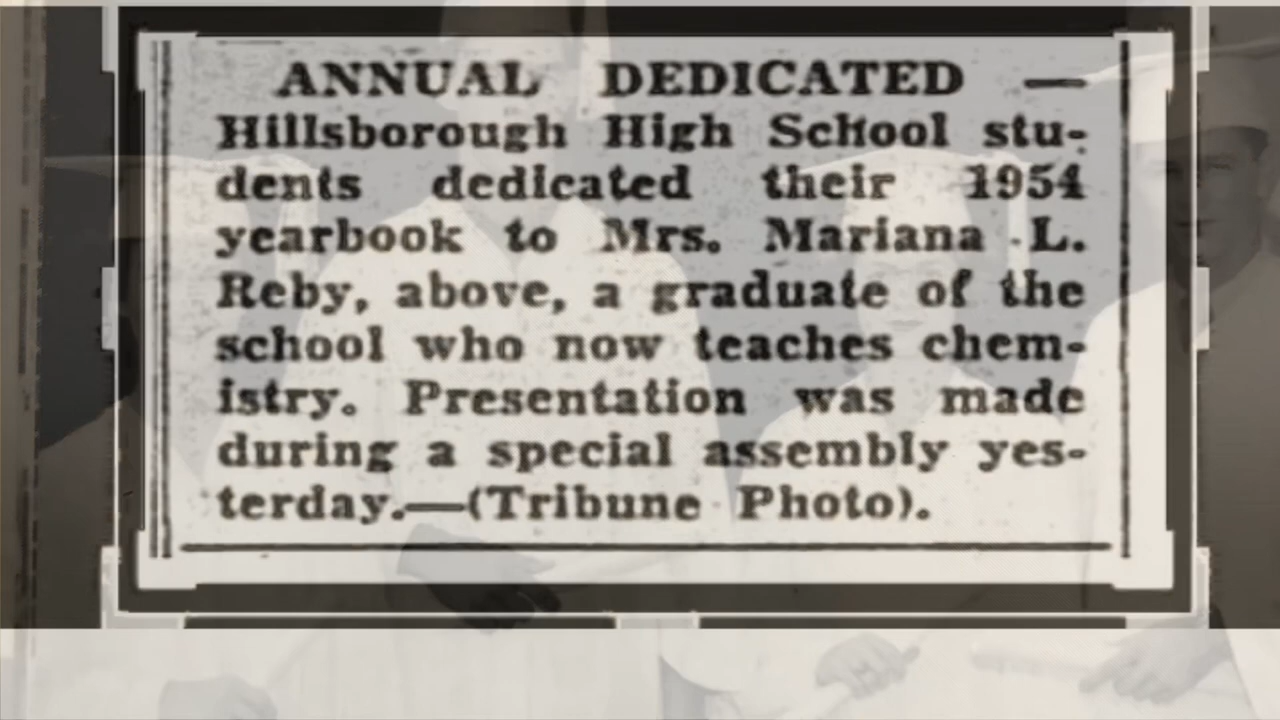 ANNUAL DEDICATED —
Hillsborough High School stu-
dents dedicated their 1954
yearbook to Mrs. Mariana L.
Reby, above, a graduate of the
school who now teaches chem-
istry. Presentation was made
during a special assembly yes-
terday.—(Tribune Photo).